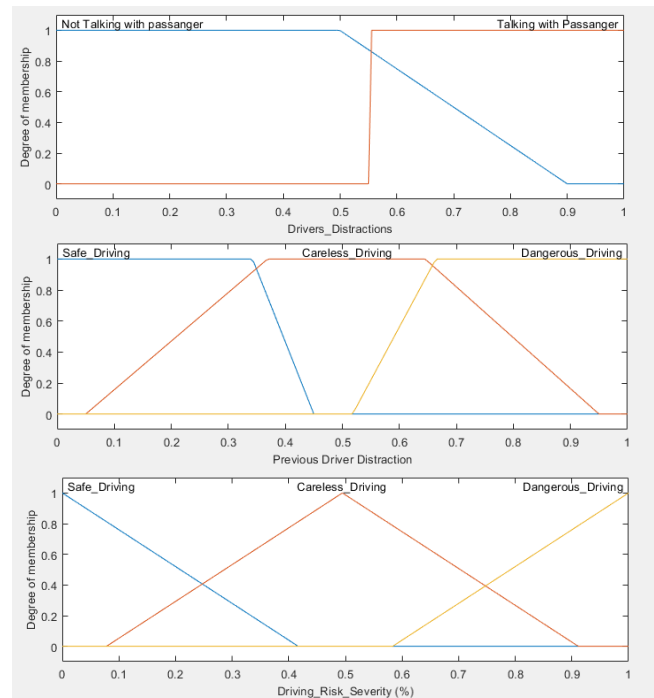 Not Talking with passanger Talking with Passanger
1
0.8
0.6
0.4
0.2
0
Degree of membership
0 0.1 0.2 0.3 0.4 0.5 0.6 0.7 0.8 0.9 1
Drivers_Distractions
Safe_Driving Careless_Driving Dangerous_Driving
1
0.8
0.6
0.4
0.2
0
Degree of membership
0 0.1 0.2 0.3 0.4 0.5 0.6 0.7 0.8 0.9 1
Previous Driver Distraction
Safe_Driving Careless_Driving Dangerous_Driving
1
0.8
0.6
0.4
0.2
0
Degree of membership
0 0.1 0.2 0.3 0.4 0.5 0.6 0.7 0.8 0.9 1
Driving_Risk_Severity (%)